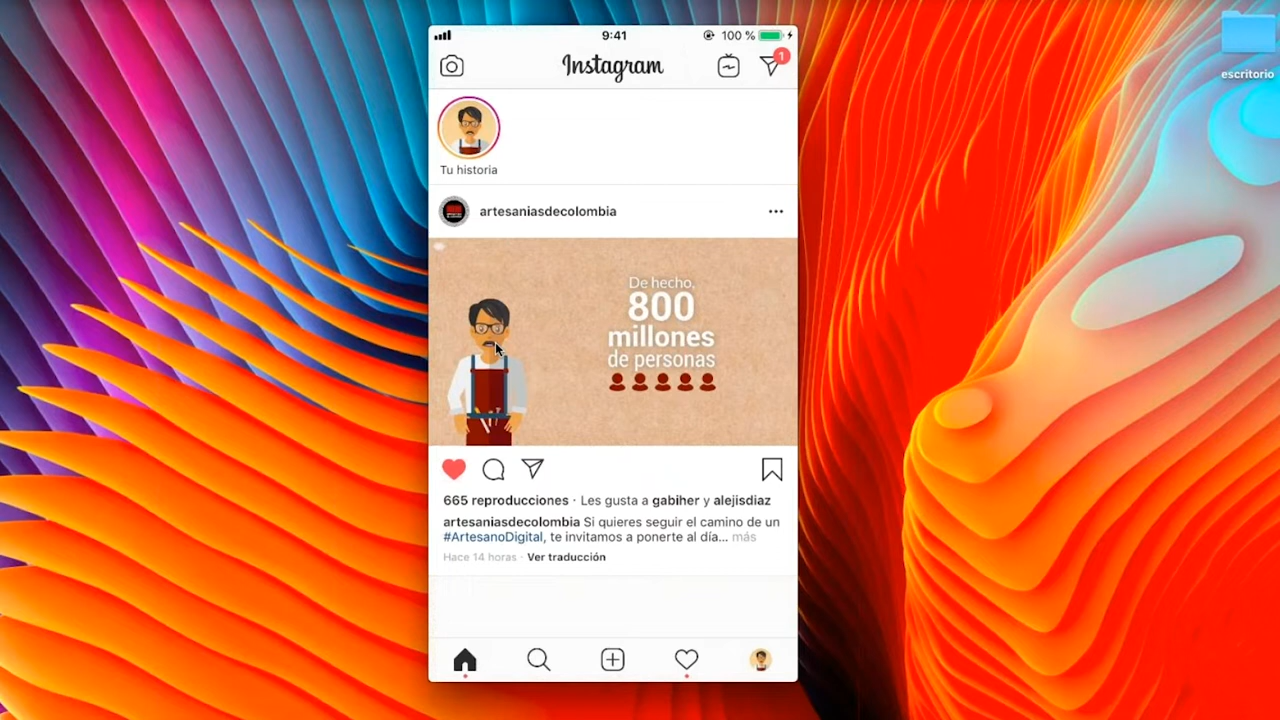 9:41
100 %
Instagram
1
escritorio
Tu historia
artesaniasdecolombia
De hecho,
800
millones
de personas
665 reproducciones · Les gusta a gabiher y alejisdiaz
artesaniasdecolombia Si quieres seguir el camino de un
#ArtesanoDigital, te invitamos a ponerte al día... más
Hace 14 horas · Ver traducción